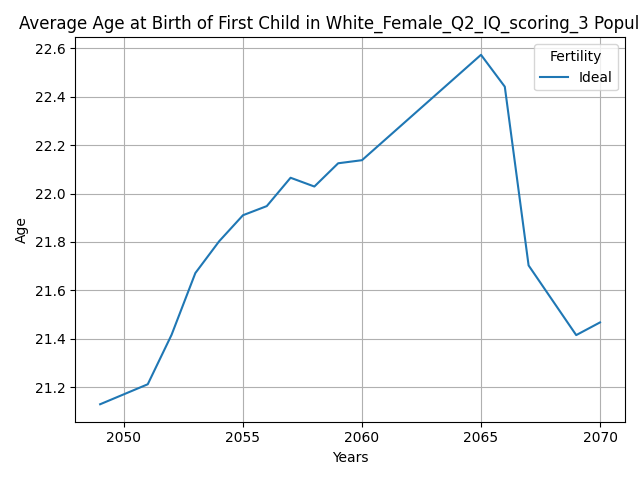 Average Age at Birth of First Child in White_Female_Q2_IQ_scoring_3 Popul
Fertility
Ideal
22.6
22.4
22.2
22.0
21.8
21.6
21.4
21.2
Age
2050 2055 2060 2065 2070
Years